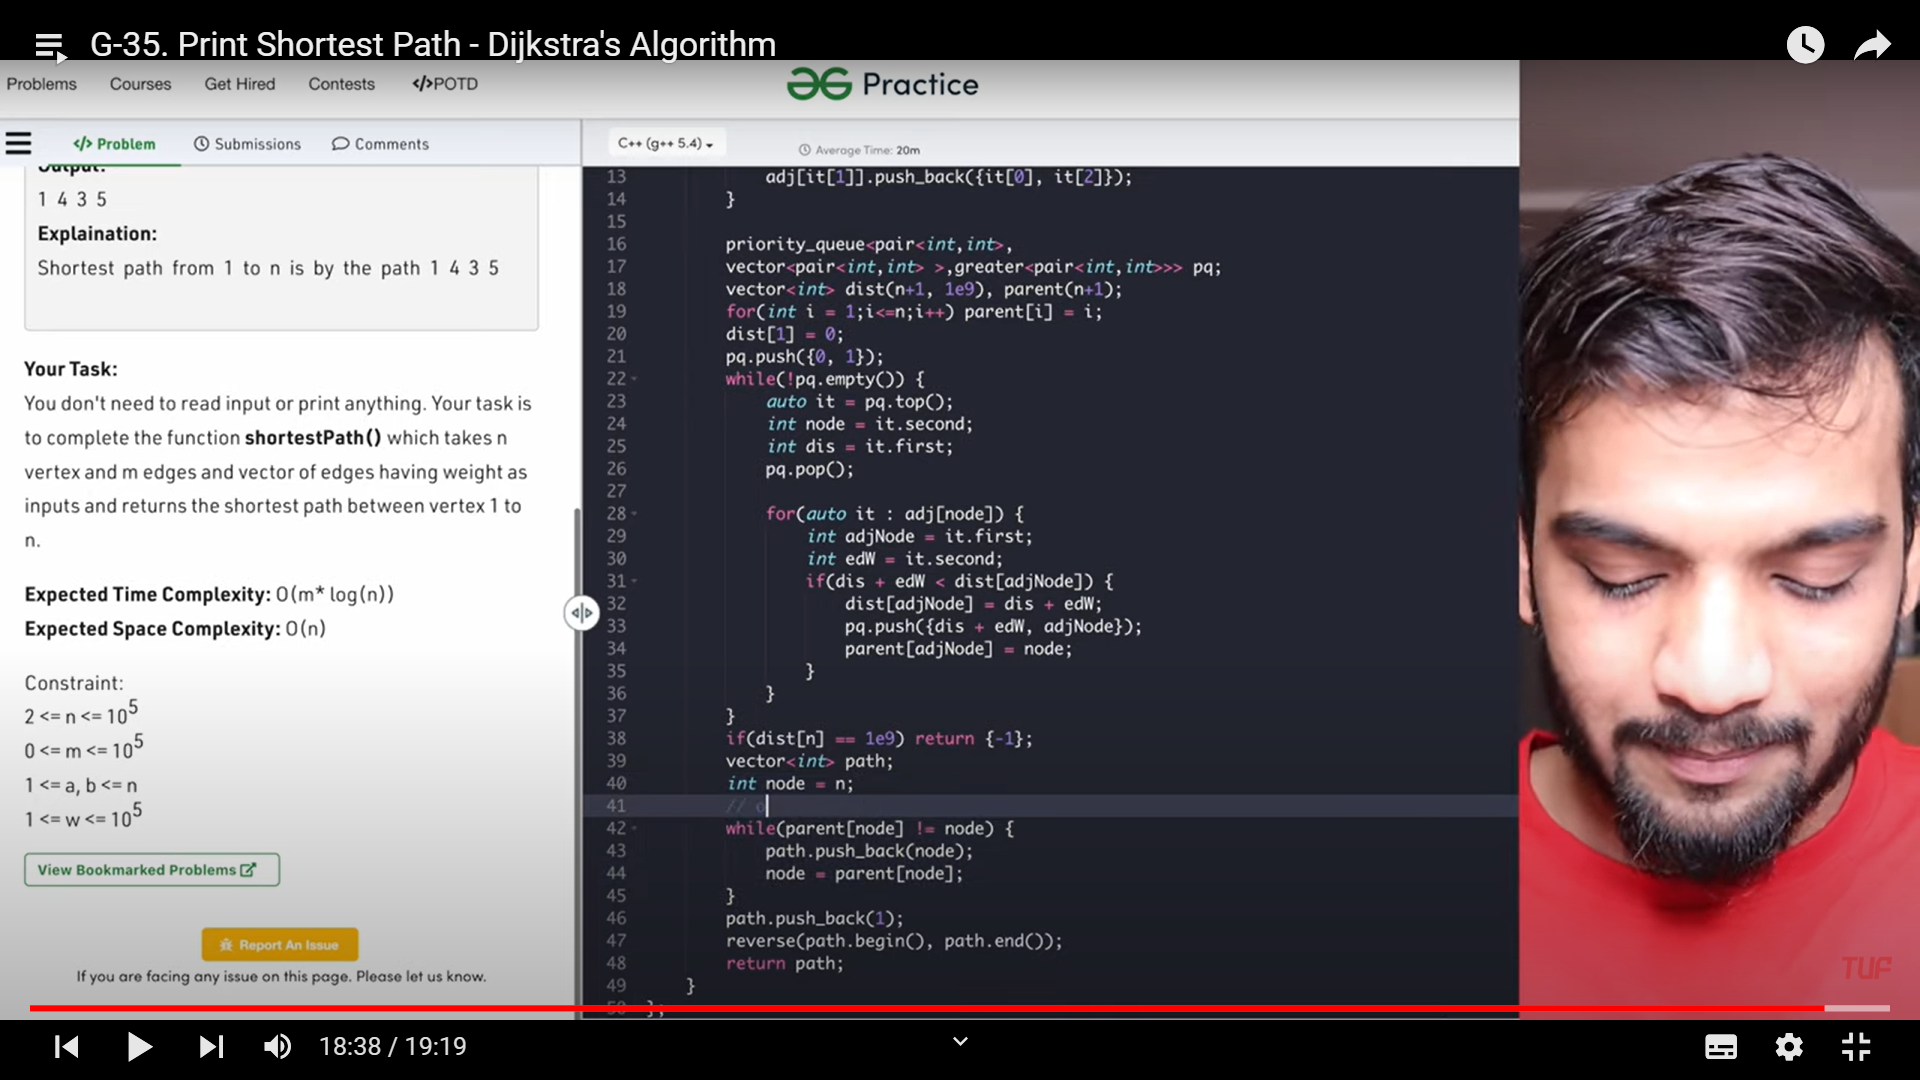 G-35. Print Shortest Path - Dijkstra's Algorithm
Problems Courses Get Hired Contests </>POTD
Practice
</> Problem Submissions Comments
C++ (g++ 5.4)
Average Time: 20m
Output:
1 4 3 5
Explaination:
Shortest path from 1 to n is by the path 1 4 3 5
Your Task:
You don't need to read input or print anything. Your task is
to complete the function shortestPath() which takes n
vertex and m edges and vector of edges having weight as
inputs and returns the shortest path between vertex 1 to
n.
Expected Time Complexity: O(m* log(n))
Expected Space Complexity: O(n)
Constraint:
2 <= n <= 10^5
0 <= m <= 10^5
1 <= a, b <= n
1 <= w <= 10^5
View Bookmarked Problems
Report An Issue
If you are facing any issue on this page. Please let us know.
13 adj[it[1]].push_back({it[0], it[2]});
14 }
15
16 priority_queue<pair<int,int>,
17 vector<pair<int,int> >,greater<pair<int,int>>> pq;
18 vector<int> dist(n+1, 1e9), parent(n+1);
19 for(int i = 1;i<=n;i++) parent[i] = i;
20 dist[1] = 0;
21 pq.push({0, 1});
22 while(!pq.empty()) {
23 auto it = pq.top();
24 int node = it.second;
25 int dis = it.first;
26 pq.pop();
27
28 for(auto it : adj[node]) {
29 int adjNode = it.first;
30 int edW = it.second;
31 if(dis + edW < dist[adjNode]) {
32 dist[adjNode] = dis + edW;
33 pq.push({dis + edW, adjNode});
34 parent[adjNode] = node;
35 }
36 }
37 }
38 if(dist[n] == 1e9) return {-1};
39 vector<int> path;
40 int node = n;
41 // o
42 while(parent[node] != node) {
43 path.push_back(node);
44 node = parent[node];
45 }
46 path.push_back(1);
47 reverse(path.begin(), path.end());
48 return path;
49 }
50 };
TUF
18:38 / 19:19